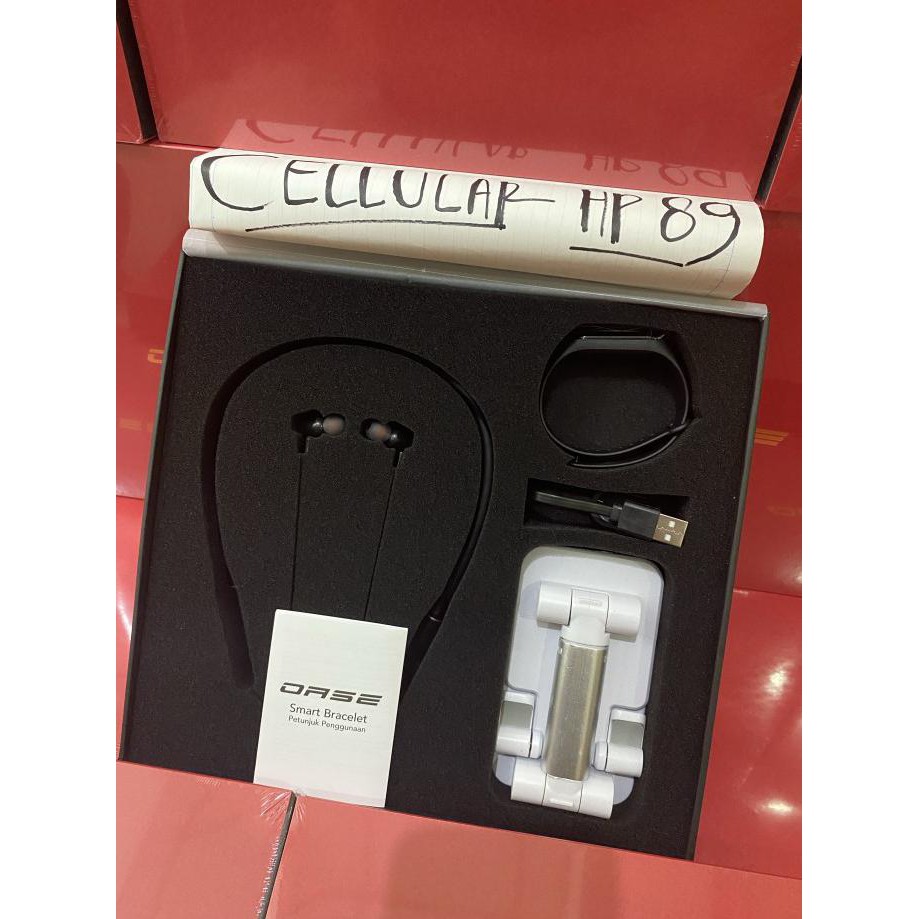 CELLULAR HP 89
OASE
Smart Bracelet
Petunjuk Penggunaan